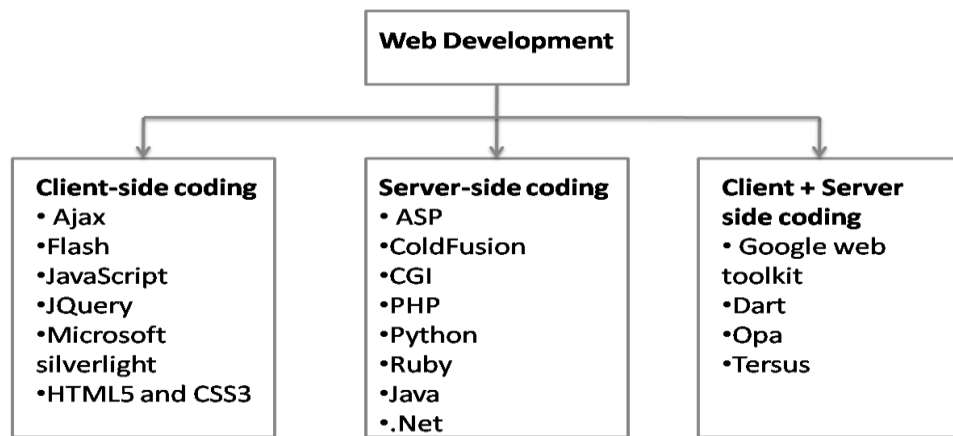 Web Development
Client-side coding
• Ajax
•Flash
•JavaScript
•JQuery
•Microsoft
silverlight
•HTML5 and CSS3
Server-side coding
• ASP
•ColdFusion
•CGI
•PHP
•Python
•Ruby
•Java
•.Net
Client + Server
side coding
• Google web
toolkit
•Dart
•Opa
•Tersus